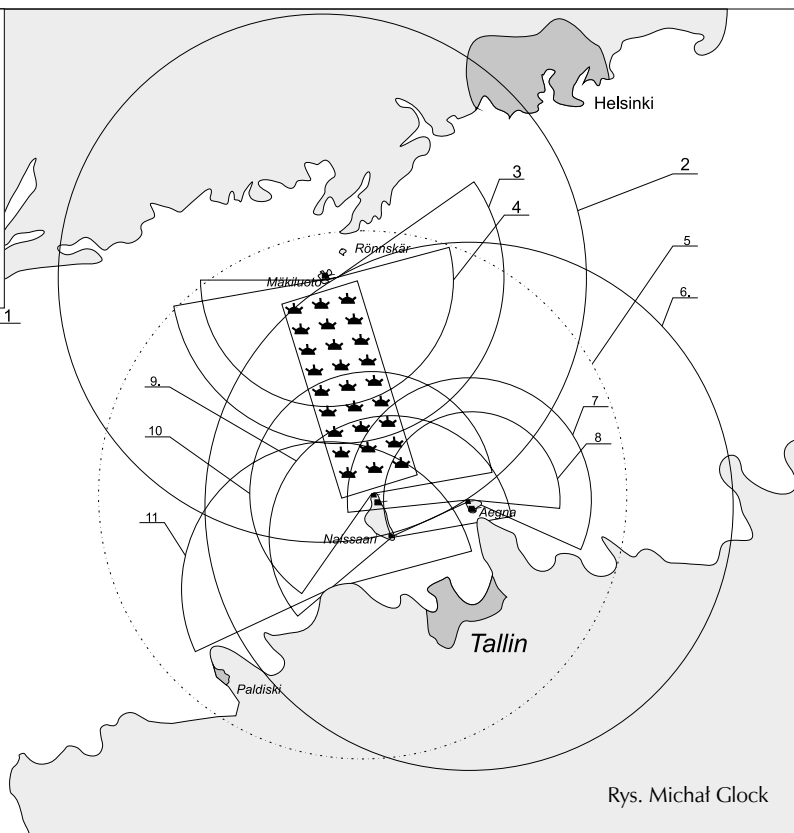 Helsinki
2
3
4
Rönnskär
5
Mäkiluoto
6.
1
9.
7
10
8
11
Aegna
Naissaari
Tallin
Paldiski
Rys. Michał Glock